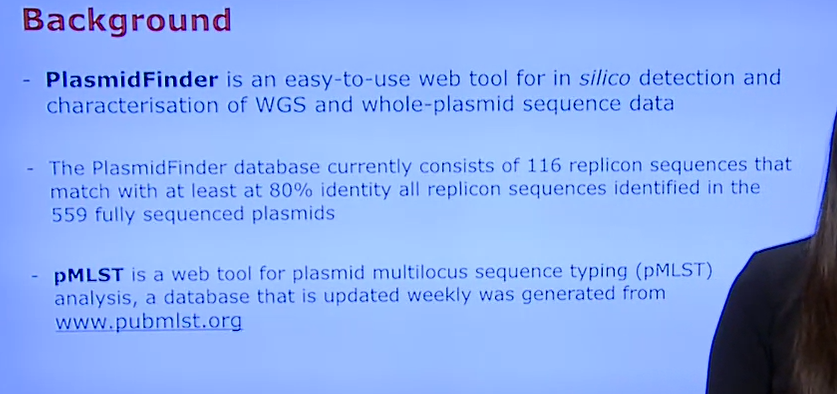 Background
- PlasmidFinder is an easy-to-use web tool for in silico detection and
characterisation of WGS and whole-plasmid sequence data
- The PlasmidFinder database currently consists of 116 replicon sequences that
match with at least at 80% identity all replicon sequences identified in the
559 fully sequenced plasmids
- pMLST is a web tool for plasmid multilocus sequence typing (pMLST)
analysis, a database that is updated weekly was generated from
www.pubmlst.org